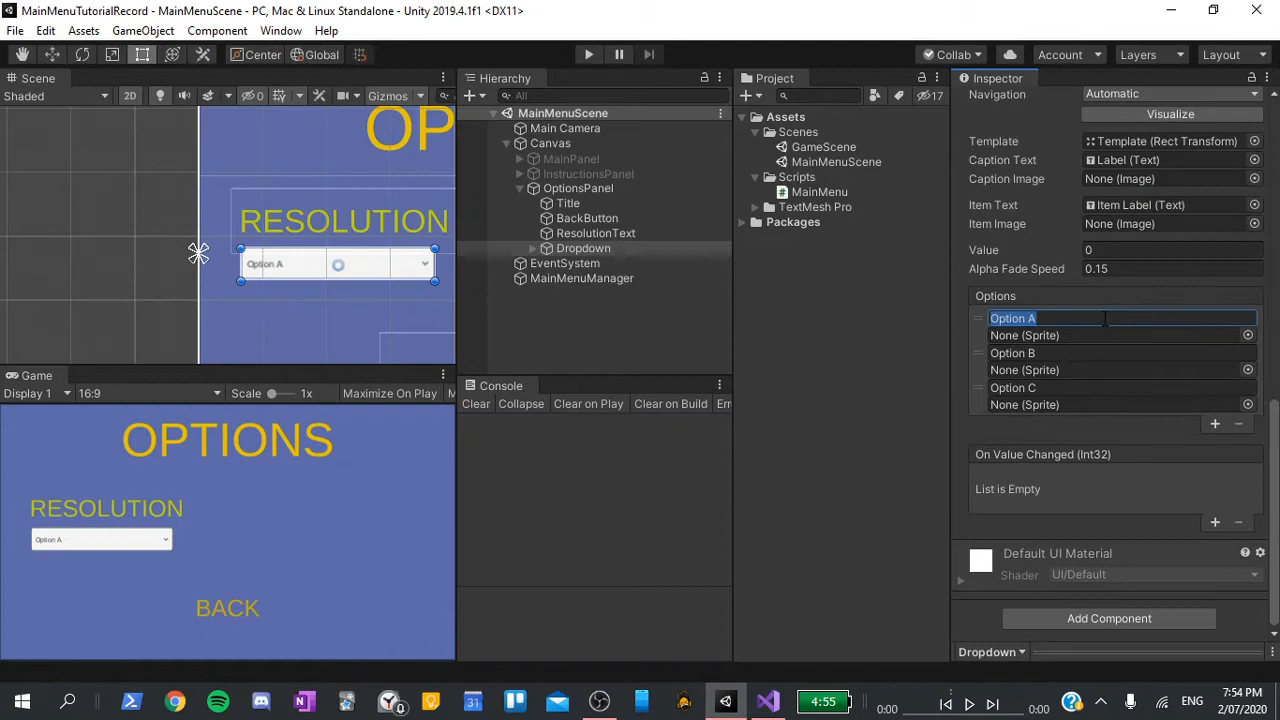 MainMenuTutorialRecord - MainMenuScene - PC, Mac & Linux Standalone - Unity 2019.4.1f1 <DX11>
File Edit Assets GameObject Component Window Help
Center Global Collab Account Layers Layout
Scene
Shaded 2D 0 Gizmos
OP
RESOLUTION
Option A
Game
Display 1 16:9 Scale 1x Maximize On Play M
OPTIONS
RESOLUTION
Option A
BACK
Hierarchy
All
MainMenuScene
Main Camera
Canvas
MainPanel
InstructionsPanel
OptionsPanel
Title
BackButton
ResolutionText
Dropdown
EventSystem
MainMenuManager
Console
Clear Collapse Clear on Play Clear on Build Err
Project
17
Assets
Scenes
GameScene
MainMenuScene
Scripts
MainMenu
TextMesh Pro
Packages
Inspector
Navigation Automatic
Visualize
Template Template (Rect Transform)
Caption Text Label (Text)
Caption Image None (Image)
Item Text Item Label (Text)
Item Image None (Image)
Value 0
Alpha Fade Speed 0.15
Options
Option A
None (Sprite)
Option B
None (Sprite)
Option C
None (Sprite)
On Value Changed (Int32)
List is Empty
Default UI Material
Shader UI/Default
Add Component
Dropdown
4:55 0:00 0:00 ENG 7:54 PM
2/07/2020